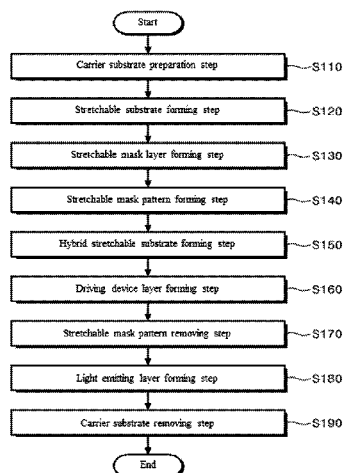 Start
Carrier substrate preparation step S110
Stretchable substrate forming step S120
Stretchable mask layer forming step S130
Stretchable mask pattern forming step S140
Hybrid stretchable substrate forming step S150
Driving device layer forming step S160
Stretchable mask pattern removing step S170
Light emitting layer forming step S180
Carrier substrate removing step S190
End